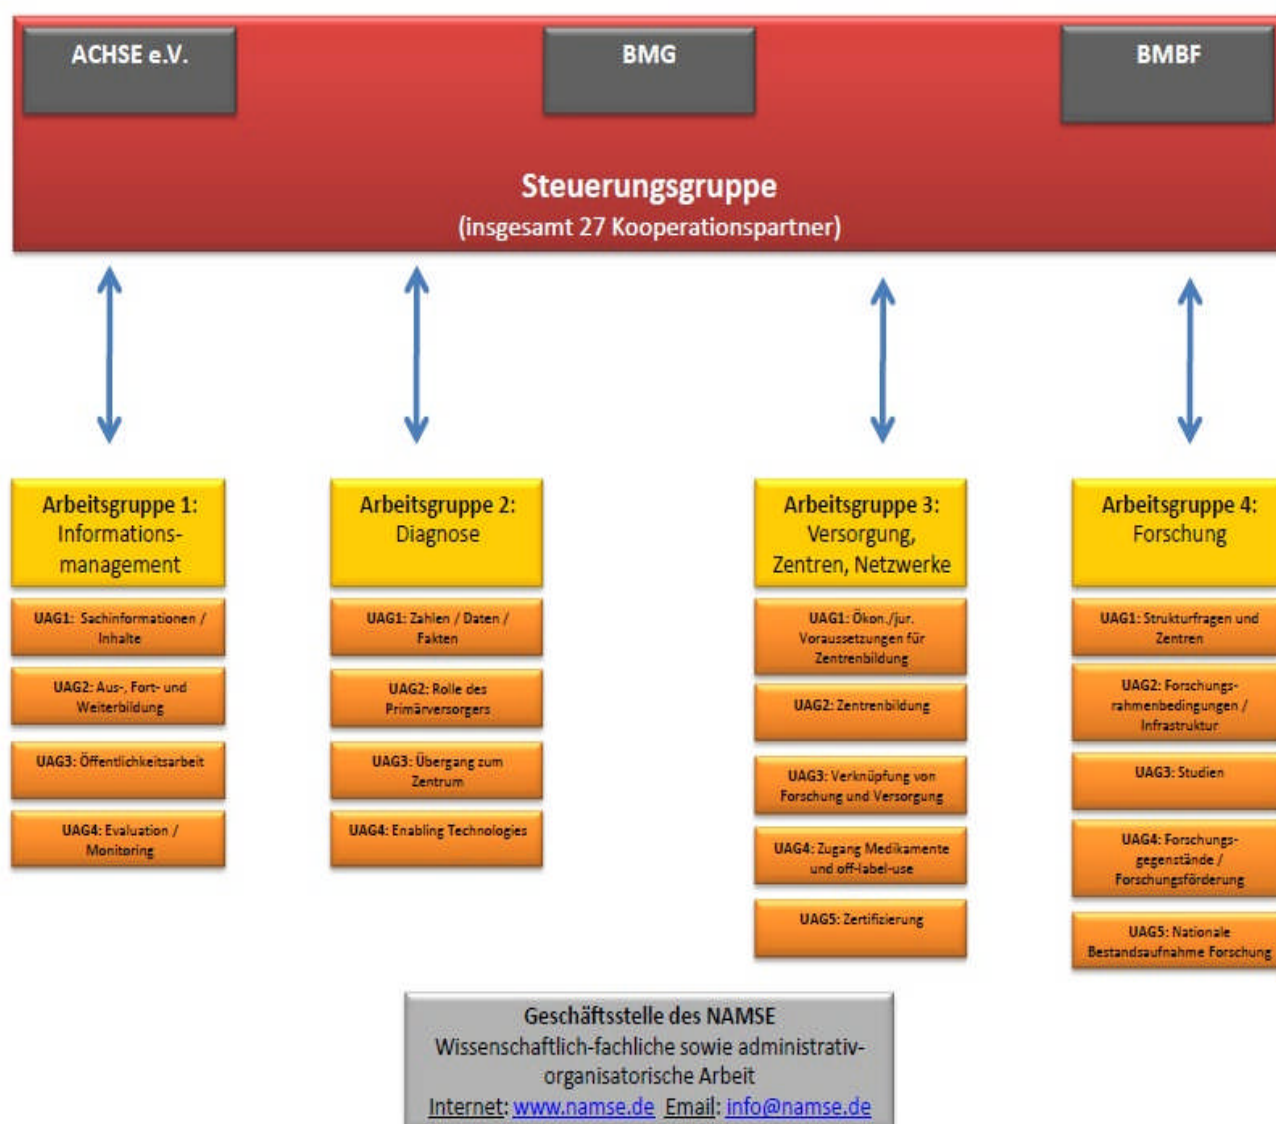 ACHSE e.V.
BMG
BMBF
Steuerungsgruppe
(insgesamt 27 Kooperationspartner)
Arbeitsgruppe 1:
Informations-
management
UAG1: Sachinformationen /
Inhalte
UAG2: Aus-, Fort- und
Weiterbildung
UAG3: Öffentlichkeitsarbeit
UAG4: Evaluation /
Monitoring
Arbeitsgruppe 2:
Diagnose
UAG1: Zahlen / Daten /
Fakten
UAG2: Rolle des
Primärversorgers
UAG3: Übergang zum
Zentrum
UAG4: Enabling Technologies
Arbeitsgruppe 3:
Versorgung,
Zentren, Netzwerke
UAG1: Ökon./jur.
Voraussetzungen für
Zentrenbildung
UAG2: Zentrenbildung
UAG3: Verknüpfung von
Forschung und Versorgung
UAG4: Zugang Medikamente
und off-label-use
UAG5: Zertifizierung
Arbeitsgruppe 4:
Forschung
UAG1: Strukturfragen und
Zentren
UAG2: Forschungs-
rahmenbedingungen /
Infrastruktur
UAG3: Studien
UAG4: Forschungs-
gegenstände /
Forschungsförderung
UAG5: Nationale
Bestandsaufnahme Forschung
Geschäftsstelle des NAMSE
Wissenschaftlich-fachliche sowie administrativ-
organisatorische Arbeit
Internet: www.namse.de Email: info@namse.de